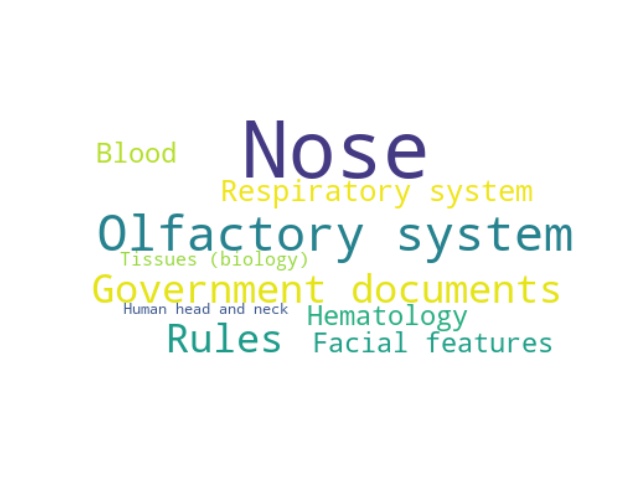 Nose
Blood
Respiratory system
Olfactory system
Tissues (biology)
Government documents
Human head and neck
Hematology
Rules
Facial features